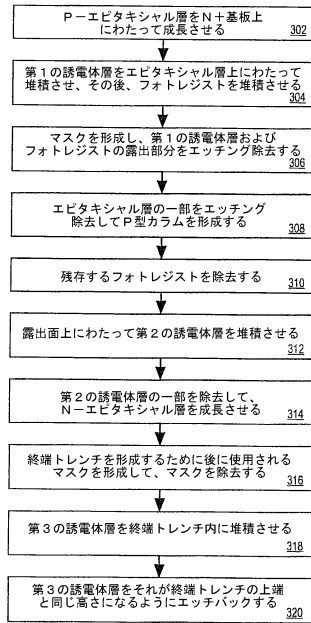 P－エピタキシャル層をN＋基板上
にわたって成長させる
302
第1の誘電体層をエピタキシャル層上にわたって
堆積させ、その後、フォトレジストを堆積させる
304
マスクを形成し、第1の誘電体層および
フォトレジストの露出部分をエッチング除去する
306
エピタキシャル層の一部をエッチング
除去してP型カラムを形成する
308
残存するフォトレジストを除去する
310
露出面上にわたって第2の誘電体層を堆積させる
312
第2の誘電体層の一部を除去して、
N－エピタキシャル層を成長させる
314
終端トレンチを形成するために後に使用される
マスクを形成して、マスクを除去する
316
第3の誘電体層を終端トレンチ内に堆積させる
318
第3の誘電体層をそれが終端トレンチの上端
と同じ高さになるようにエッチバックする
320